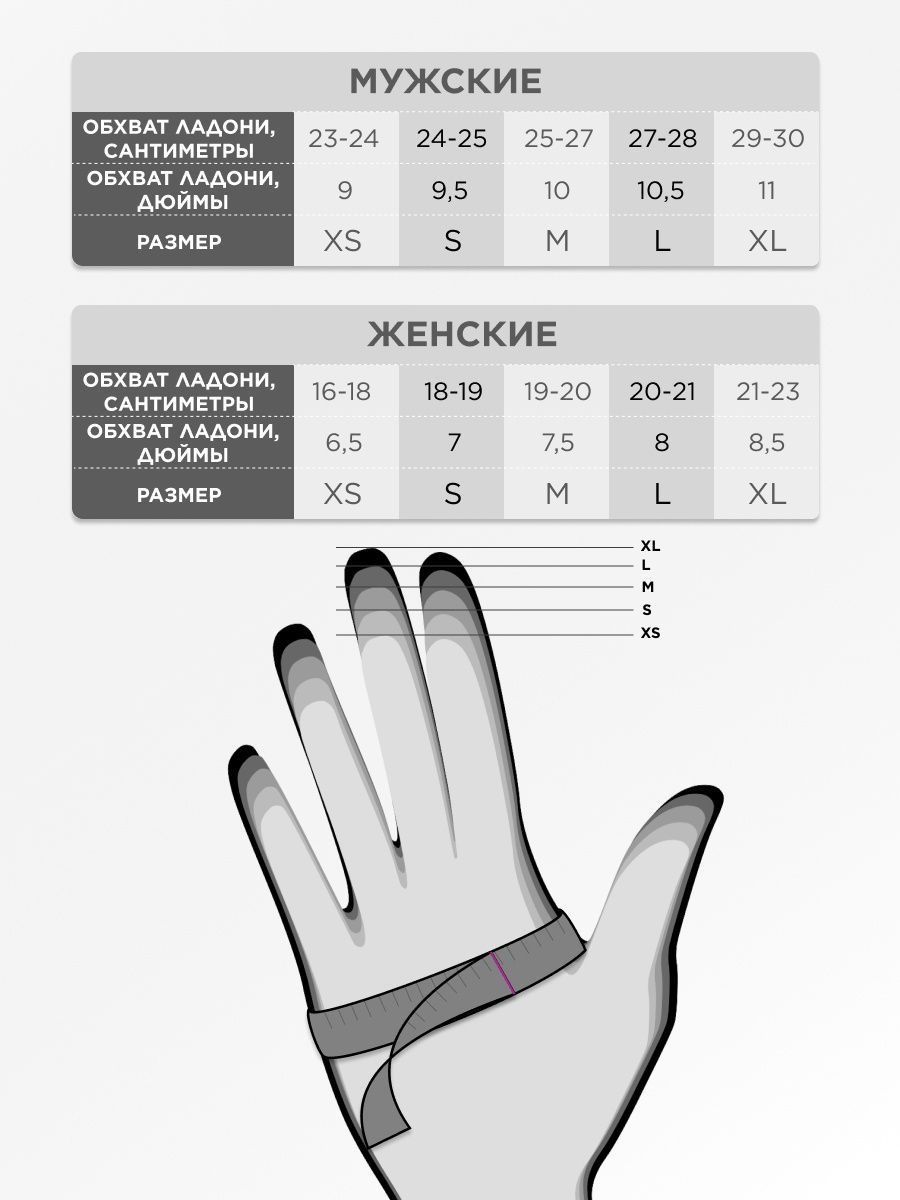 МУЖСКИЕ
ОБХВАТ ЛАДОНИ,
САНТИМЕТРЫ
23-24 24-25 25-27 27-28 29-30
ОБХВАТ ЛАДОНИ,
ДЮЙМЫ
9 9,5 10 10,5 11
РАЗМЕР XS S M L XL
ЖЕНСКИЕ
ОБХВАТ ЛАДОНИ,
САНТИМЕТРЫ
16-18 18-19 19-20 20-21 21-23
ОБХВАТ ЛАДОНИ,
ДЮЙМЫ
6,5 7 7,5 8 8,5
РАЗМЕР XS S M L XL
XL
L
M
S
XS